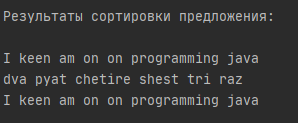 Результаты сортировки предложения:
I keen am on on programming java
dva pyat chetire shest tri raz
I keen am on on programming java